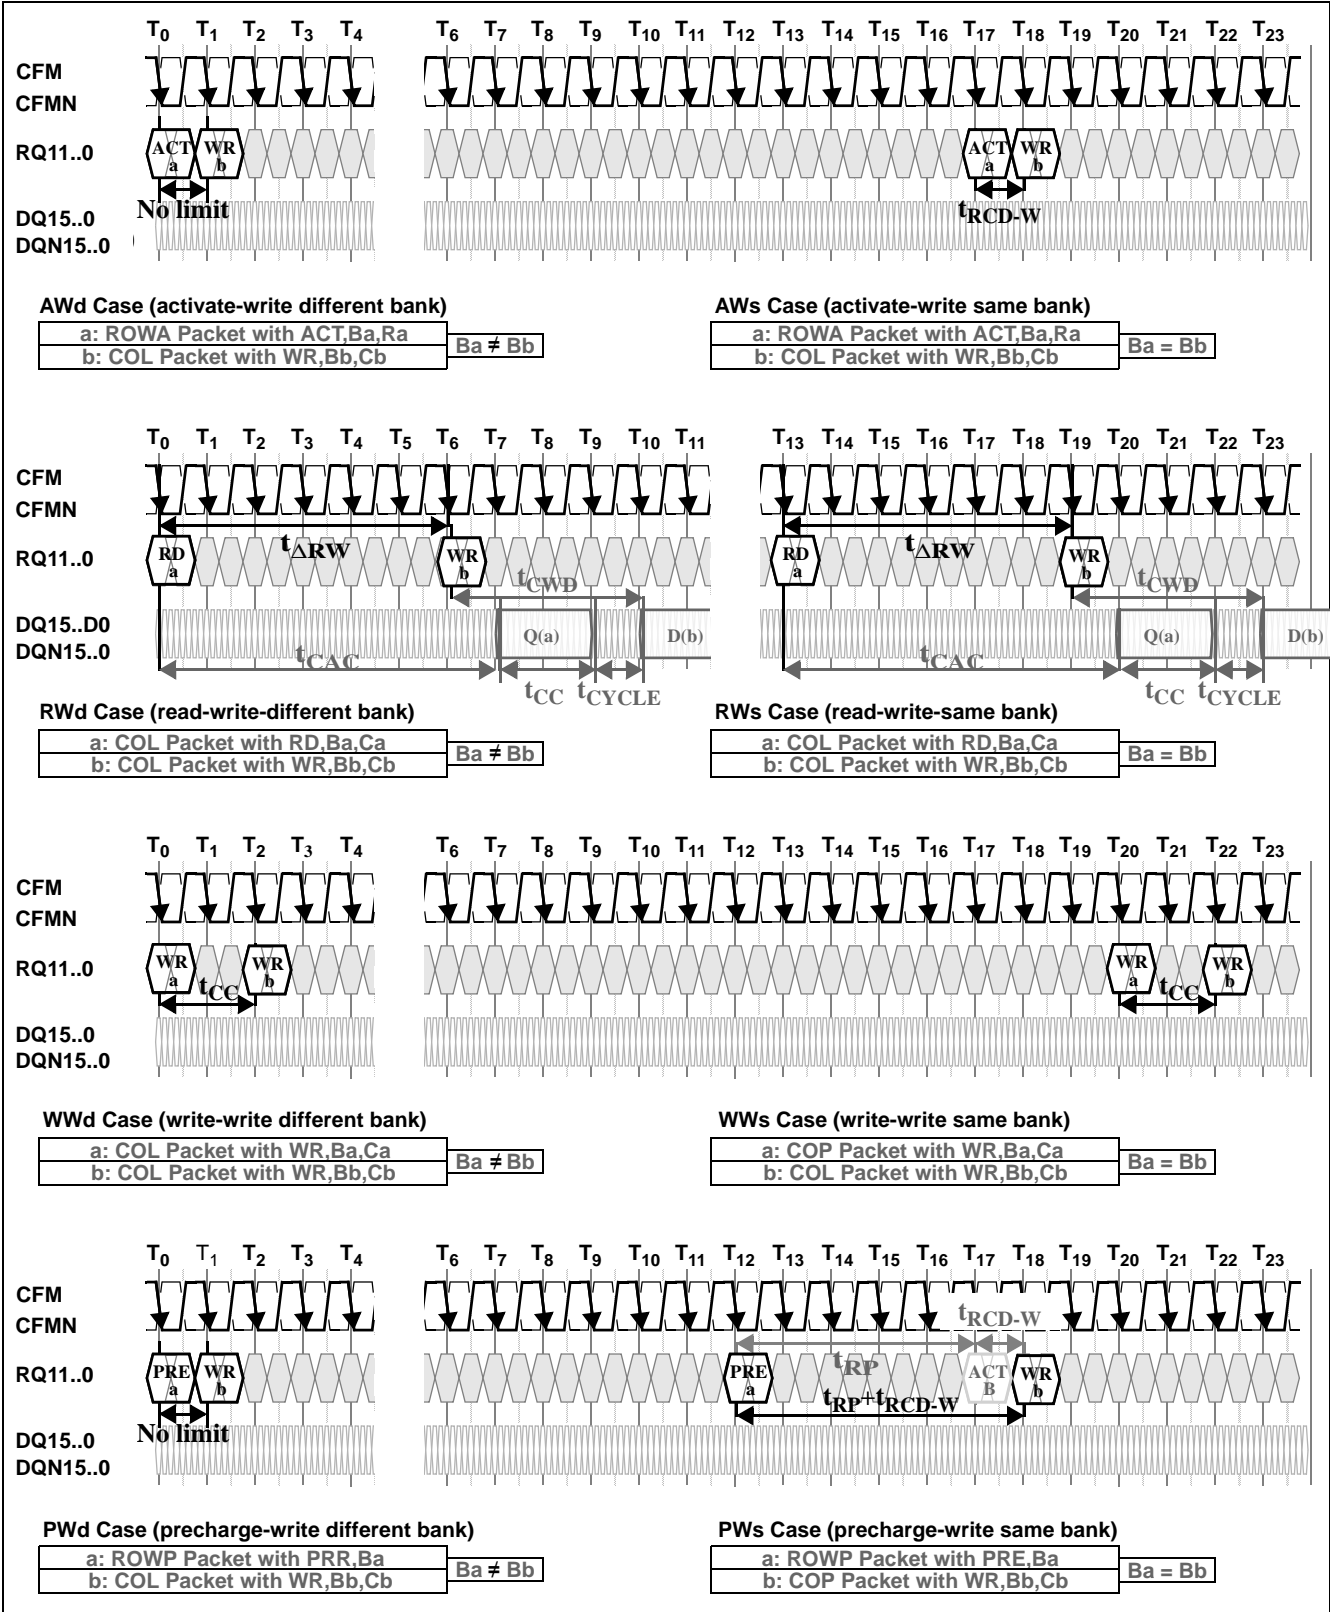 T0 T1 T2 T3 T4 T6 T7 T8 T9 T10 T11 T12 T13 T14 T15 T16 T17 T18 T19 T20 T21 T22 T23
CFM
CFMN
RQ11..0 ACT a WR b ACT a WR b
No limit tRCD-W
DQ15..0
DQN15..0
AWd Case (activate-write different bank) AWs Case (activate-write same bank)
a: ROWA Packet with ACT,Ba,Ra a: ROWA Packet with ACT,Ba,Ra
Ba ≠ Bb Ba = Bb
b: COL Packet with WR,Bb,Cb b: COL Packet with WR,Bb,Cb
T0 T1 T2 T3 T4 T5 T6 T7 T8 T9 T10 T11 T13 T14 T15 T16 T17 T18 T19 T20 T21 T22 T23
CFM
CFMN
tΔRW tΔRW
RQ11..0 RD a WR b RD a WR b
tCWD tCWD
DQ15..D0 Q(a) D(b) Q(a) D(b)
DQN15..0
tCAC tCAC
tCC tCYCLE tCC tCYCLE
RWd Case (read-write-different bank) RWs Case (read-write-same bank)
a: COL Packet with RD,Ba,Ca a: COL Packet with RD,Ba,Ca
Ba ≠ Bb Ba = Bb
b: COL Packet with WR,Bb,Cb b: COL Packet with WR,Bb,Cb
T0 T1 T2 T3 T4 T6 T7 T8 T9 T10 T11 T12 T13 T14 T15 T16 T17 T18 T19 T20 T21 T22 T23
CFM
CFMN
RQ11..0 WR a WR b WR a WR b
tCC tCC
DQ15..0
DQN15..0
WWd Case (write-write different bank) WWs Case (write-write same bank)
a: COL Packet with WR,Ba,Ca a: COP Packet with WR,Ba,Ca
Ba ≠ Bb Ba = Bb
b: COL Packet with WR,Bb,Cb b: COL Packet with WR,Bb,Cb
T0 T1 T2 T3 T4 T6 T7 T8 T9 T10 T11 T12 T13 T14 T15 T16 T17 T18 T19 T20 T21 T22 T23
CFM
CFMN
tRCD-W
RQ11..0 PRE a WR b PRE a tRP ACT B WR b
tRP+tRCD-W
No limit
DQ15..0
DQN15..0
PWd Case (precharge-write different bank) PWs Case (precharge-write same bank)
a: ROWP Packet with PRR,Ba a: ROWP Packet with PRE,Ba
Ba ≠ Bb Ba = Bb
b: COL Packet with WR,Bb,Cb b: COP Packet with WR,Bb,Cb